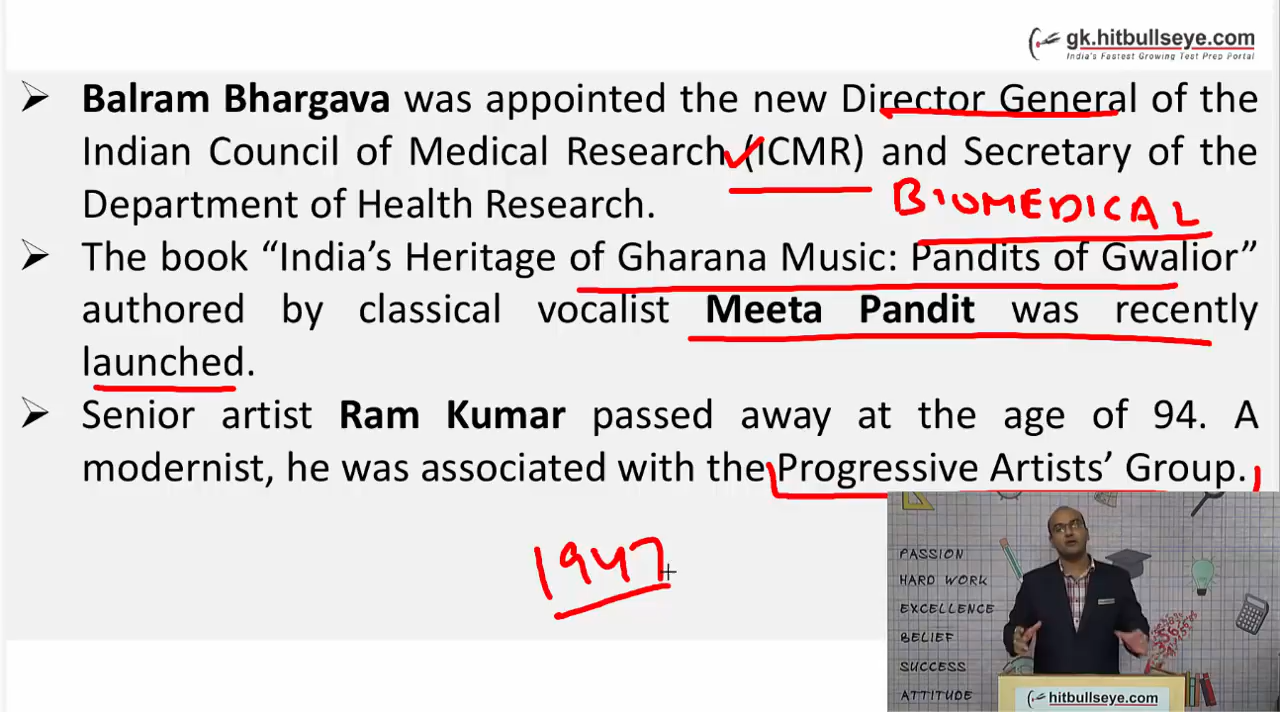 gk.hitbullseye.com
India's Fastest Growing Test Prep Portal
Balram Bhargava was appointed the new Director General of the
Indian Council of Medical Research (ICMR) and Secretary of the
Department of Health Research.
BIOMEDICAL
The book “India’s Heritage of Gharana Music: Pandits of Gwalior”
authored by classical vocalist Meeta Pandit was recently
launched.
Senior artist Ram Kumar passed away at the age of 94. A
modernist, he was associated with the Progressive Artists’ Group.
1947
PASSION
HARD WORK
EXCELLENCE
BELIEF
SUCCESS
ATTITUDE
hitbullseye.com